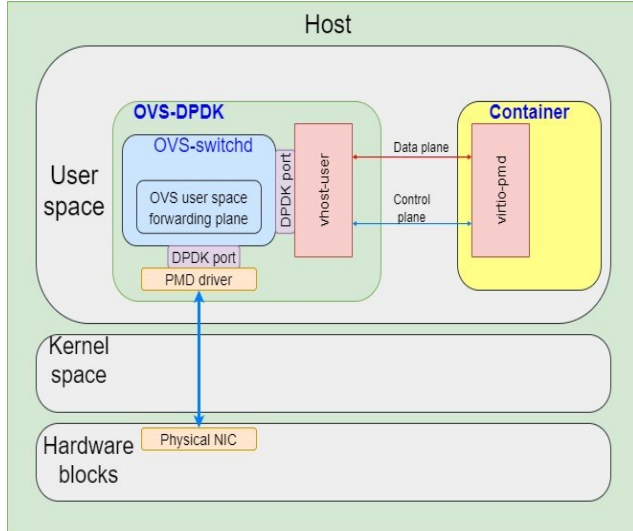 Host
OVS-DPDK
Container
OVS-switchd
OVS user space
forwarding plane
DPDK port
vhost-user
Data plane
Control
plane
virtio-pmd
User
space
DPDK port
PMD driver
Kernel
space
Physical NIC
Hardware
blocks